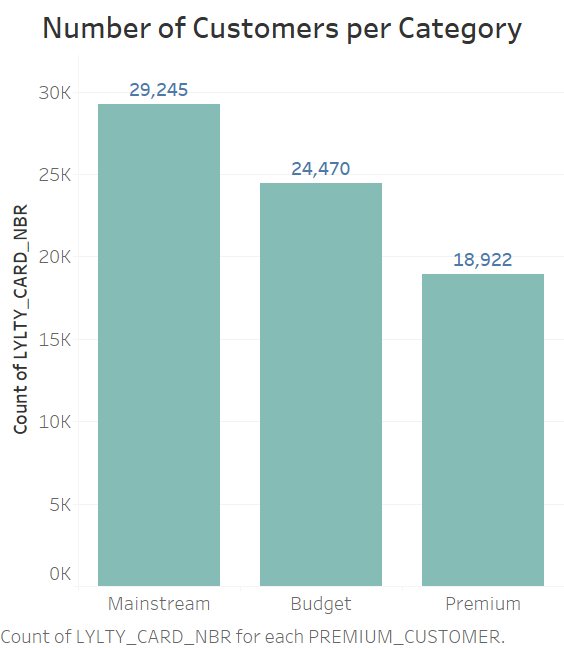 Number of Customers per Category
Count of LYLTY_CARD_NBR
30K
25K
20K
15K
10K
5K
0K
29,245
24,470
18,922
Mainstream Budget Premium
Count of LYLTY_CARD_NBR for each PREMIUM_CUSTOMER.